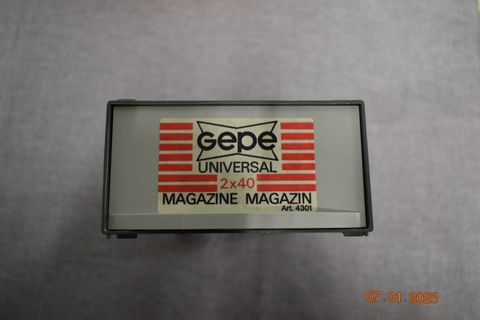 Gepe
UNIVERSAL
2x40
MAGAZINE MAGAZIN
Art. 4301
07.01.2025